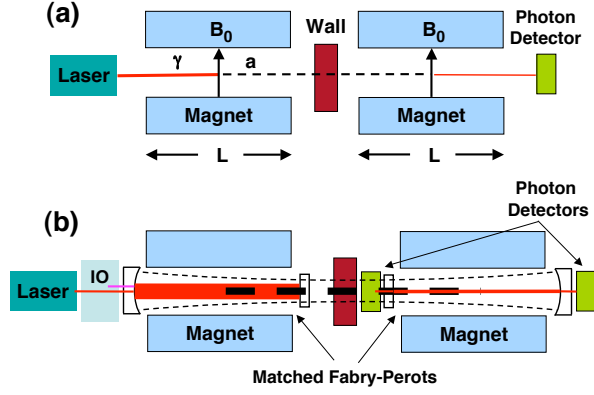 (a)
B0
Wall
B0
Photon
Detector
Laser
γ
a
Magnet
Magnet
L
L
(b)
Photon
Detectors
IO
Laser
Magnet
Magnet
Matched Fabry-Perots